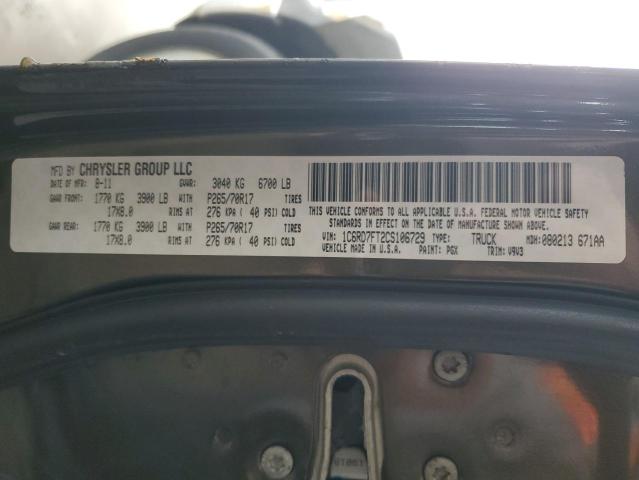 MFD BY CHRYSLER GROUP LLC
DATE OF MFR: 8-11 GVWR: 3040 KG 6700 LB
GAWR FRONT: 1770 KG 3900 LB WITH P265/70R17 TIRES
17X8.0 RIMS AT 276 KPA ( 40 PSI) COLD
GAWR REAR: 1770 KG 3900 LB WITH P265/70R17 TIRES
17X8.0 RIMS AT 276 KPA ( 40 PSI) COLD
THIS VEHICLE CONFORMS TO ALL APPLICABLE U.S.A. FEDERAL MOTOR VEHICLE SAFETY
STANDARDS IN EFFECT ON THE DATE OF MANUFACTURE SHOWN ABOVE.
VIN: 1C6RD7FT2CS106729 TYPE: TRUCK MDH: 080213 671AA
VEHICLE MADE IN U.S.A. PAINT: PGX TRIM: V9V3